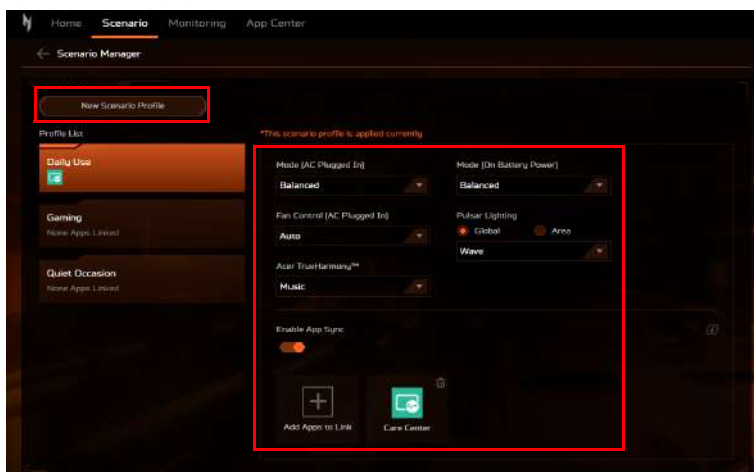 Home Scenario Monitoring App Center
Scenario Manager
New Scenario Profile
Profile List
*This scenario profile is applied currently
Daily Use
Mode (AC Plugged In)
Mode (On Battery Power)
Balanced
Balanced
Gaming
None Apps Linked
Fan Control (AC Plugged In)
Pulsar Lighting
Auto
Global
Area
Wave
Quiet Occasion
None Apps Linked
Acer TrueHarmony™
Music
Enable App Sync
Add Apps to Link
Care Center